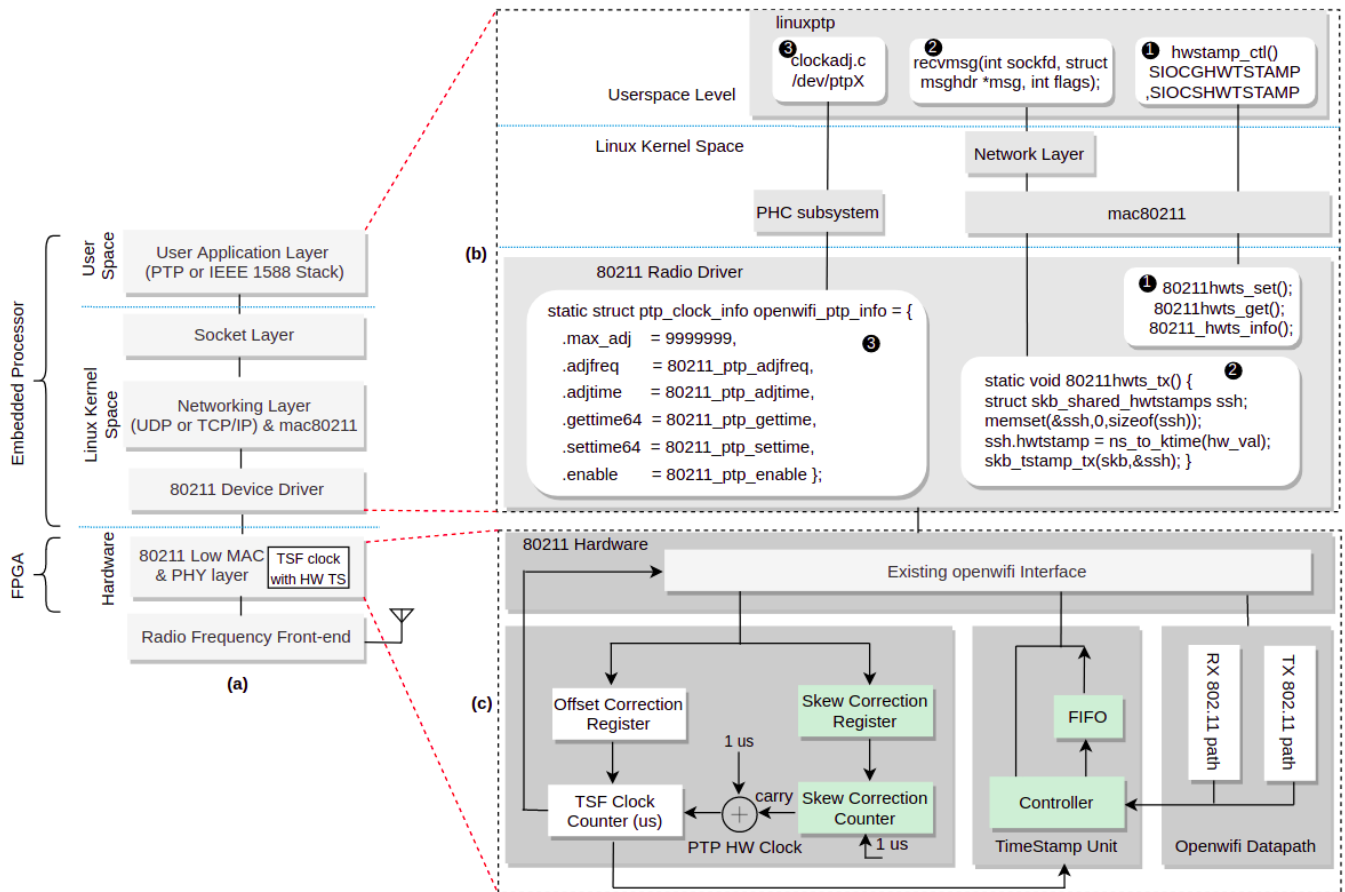 Embedded Processor
FPGA
User
Space
Linux Kernel
Space
Hardware
User Application Layer
(PTP or IEEE 1588 Stack)
Socket Layer
Networking Layer
(UDP or TCP/IP) & mac80211
80211 Device Driver
80211 Low MAC
& PHY layer
TSF clock
with HW TS
Radio Frequency Front-end
(a)
(b)
linuxptp
Userspace Level
3
clockadj.c
/dev/ptpX
2
recvmsg(int sockfd, struct
msghdr *msg, int flags);
1
hwstamp_ctl()
SIOCGHWTSTAMP
,SIOCSHWTSTAMP
Linux Kernel Space
Network Layer
PHC subsystem
mac80211
80211 Radio Driver
static struct ptp_clock_info openwifi_ptp_info = {
.max_adj = 9999999,
.adjfreq = 80211_ptp_adjfreq,
.adjtime = 80211_ptp_adjtime,
.gettime64 = 80211_ptp_gettime,
.settime64 = 80211_ptp_settime,
.enable = 80211_ptp_enable };
3
1
80211hwts_set();
80211hwts_get();
80211_hwts_info();
2
static void 80211hwts_tx() {
struct skb_shared_hwtstamps ssh;
memset(&ssh,0,sizeof(ssh));
ssh.hwtstamp = ns_to_ktime(hw_val);
skb_tstamp_tx(skb,&ssh); }
(c)
80211 Hardware
Existing openwifi Interface
Offset Correction
Register
Skew Correction
Register
1 us
TSF Clock
Counter (us)
carry
Skew Correction
Counter
1 us
PTP HW Clock
FIFO
Controller
TimeStamp Unit
RX 802.11 path
TX 802.11 path
Openwifi Datapath